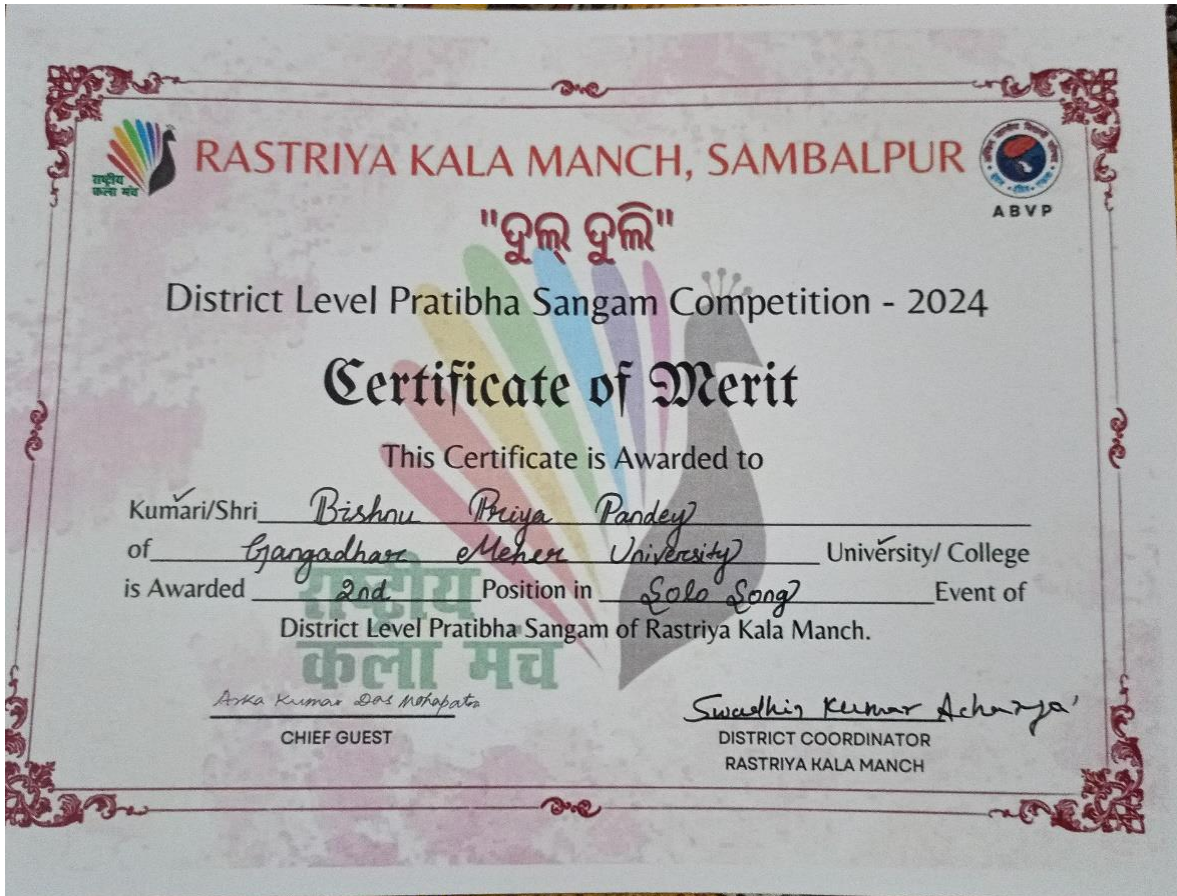 RASTRIYA KALA MANCH, SAMBALPUR
राष्ट्रीय
कला मंच
ABVP
"ଦୁଲ୍ ଦୁଲି"
District Level Pratibha Sangam Competition - 2024
Certificate of Merit
This Certificate is Awarded to
Kumari/Shri Bishnu Priya Pandey
of Gangadhar Meher University University/ College
is Awarded 2nd Position in Solo Song Event of
राष्ट्रीय
District Level Pratibha Sangam of Rastriya Kala Manch.
कला मंच
Arka Kumar Das Mohapatra
Swadhin Kumar Acharya
CHIEF GUEST
DISTRICT COORDINATOR
RASTRIYA KALA MANCH